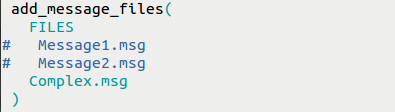 add_message_files(
  FILES
#   Message1.msg
#   Message2.msg
  Complex.msg
)